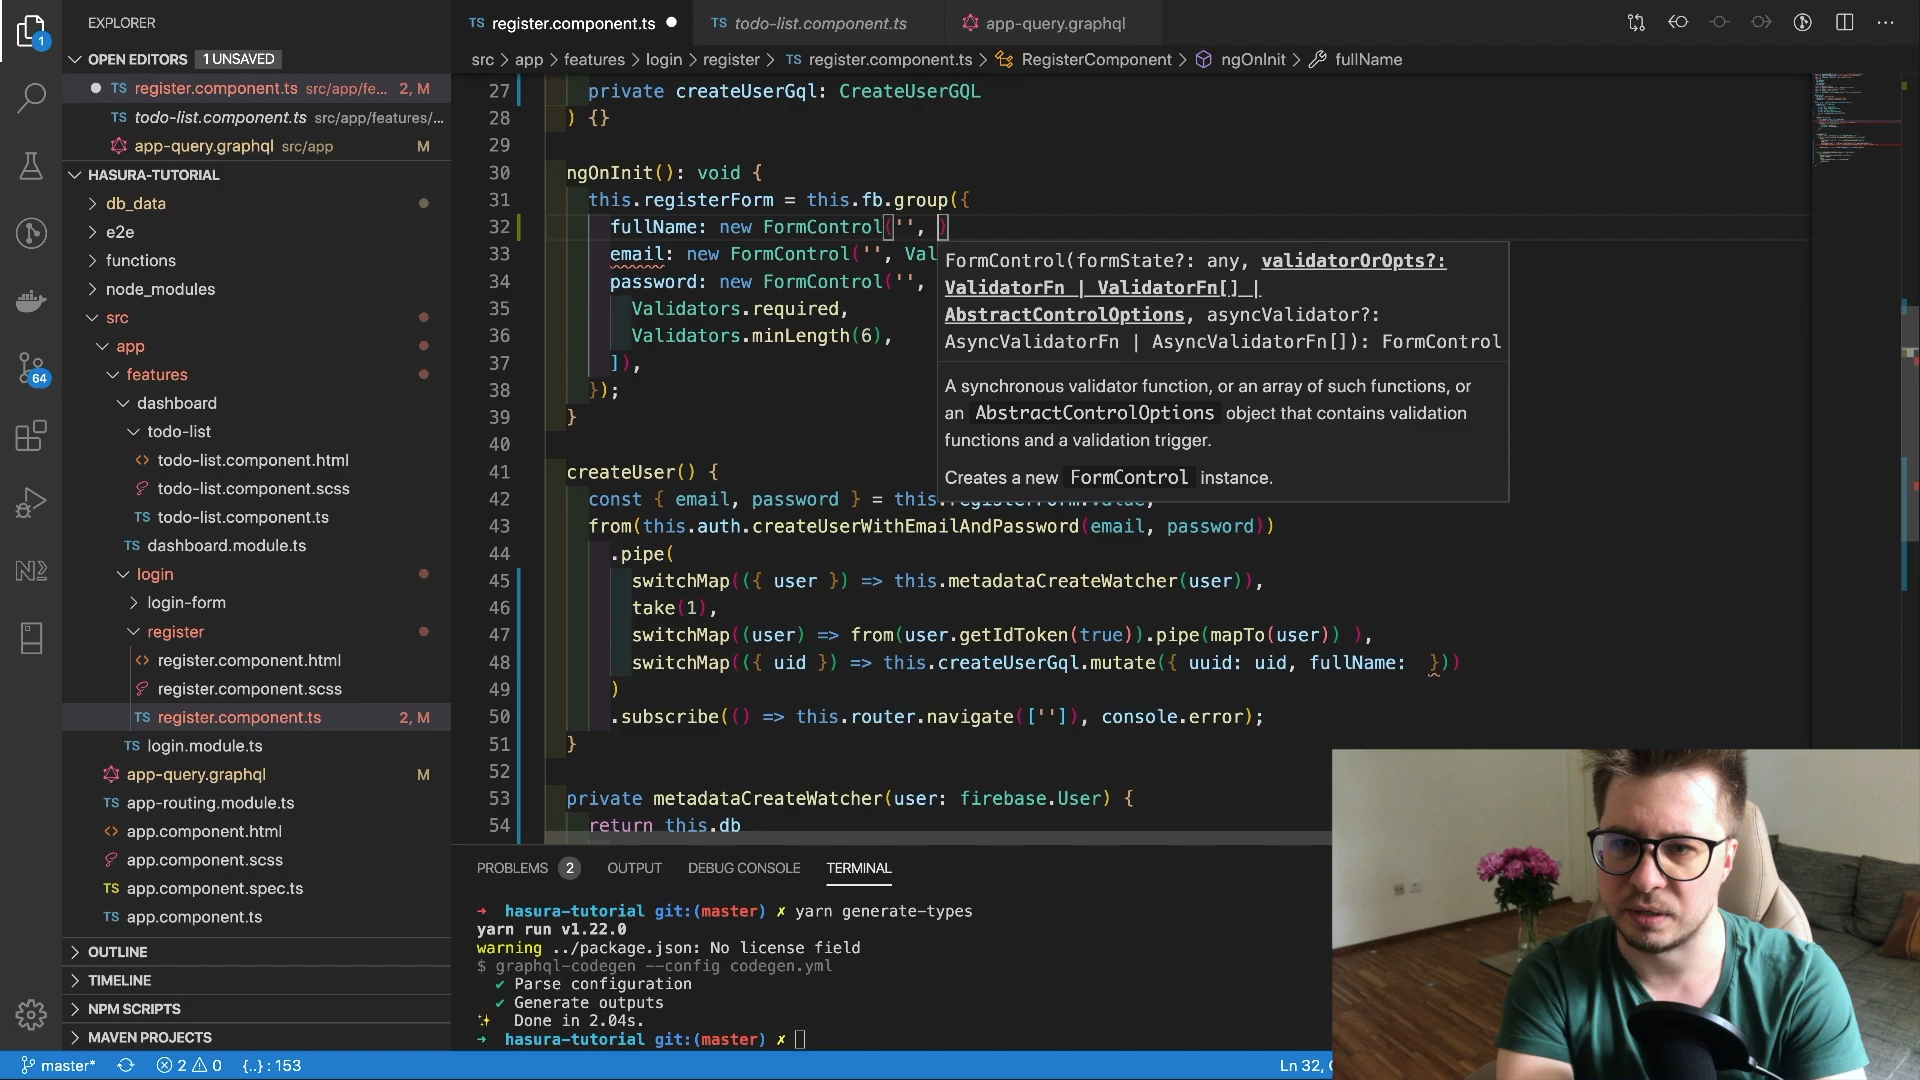 EXPLORER
OPEN EDITORS 1 UNSAVED
TS register.component.ts src/app/fe... 2, M
TS todo-list.component.ts src/app/features/...
app-query.graphql src/app M
HASURA-TUTORIAL
db_data
e2e
functions
node_modules
src
app
features
dashboard
todo-list
<> todo-list.component.html
todo-list.component.scss
TS todo-list.component.ts
TS dashboard.module.ts
login
login-form
register
<> register.component.html
register.component.scss
TS register.component.ts 2, M
TS login.module.ts
app-query.graphql M
TS app-routing.module.ts
<> app.component.html
app.component.scss
TS app.component.spec.ts
TS app.component.ts
OUTLINE
TIMELINE
NPM SCRIPTS
MAVEN PROJECTS
1
64
TS register.component.ts
TS todo-list.component.ts
app-query.graphql
src > app > features > login > register > TS register.component.ts > RegisterComponent > ngOnInit > fullName
27 private createUserGql: CreateUserGQL
28 ) {}
29
30 ngOnInit(): void {
31 this.registerForm = this.fb.group({
32 fullName: new FormControl('', )
33 email: new FormControl('', Val
34 password: new FormControl('',
35 Validators.required,
36 Validators.minLength(6),
37 ]),
38 });
39 }
40
41 createUser() {
42 const { email, password } = this.registerForm.value;
43 from(this.auth.createUserWithEmailAndPassword(email, password))
44 .pipe(
45 switchMap(({ user }) => this.metadataCreateWatcher(user)),
46 take(1),
47 switchMap((user) => from(user.getIdToken(true)).pipe(mapTo(user)) ),
48 switchMap(({ uid }) => this.createUserGql.mutate({ uuid: uid, fullName:  }))
49 )
50 .subscribe(() => this.router.navigate(['']), console.error);
51 }
52
53 private metadataCreateWatcher(user: firebase.User) {
54 return this.db
FormControl(formState?: any, validatorOrOpts?:
ValidatorFn | ValidatorFn[] |
AbstractControlOptions, asyncValidator?:
AsyncValidatorFn | AsyncValidatorFn[]): FormControl
A synchronous validator function, or an array of such functions, or
an AbstractControlOptions object that contains validation
functions and a validation trigger.
Creates a new FormControl instance.
PROBLEMS 2 OUTPUT DEBUG CONSOLE TERMINAL
→ hasura-tutorial git:(master) ✗ yarn generate-types
yarn run v1.22.0
warning ../package.json: No license field
$ graphql-codegen --config codegen.yml
✓ Parse configuration
✓ Generate outputs
✨ Done in 2.04s.
→ hasura-tutorial git:(master) ✗
master* 2 0 {..} : 153
Ln 32,